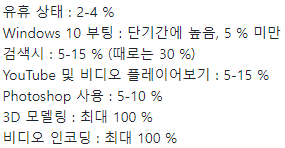 유휴 상태 : 2-4 %
Windows 10 부팅 : 단기간에 높음, 5 % 미만
검색시 : 5-15 % (때로는 30 %)
YouTube 및 비디오 플레이어보기 : 5-15 %
Photoshop 사용 : 5-10 %
3D 모델링 : 최대 100 %
비디오 인코딩 : 최대 100 %